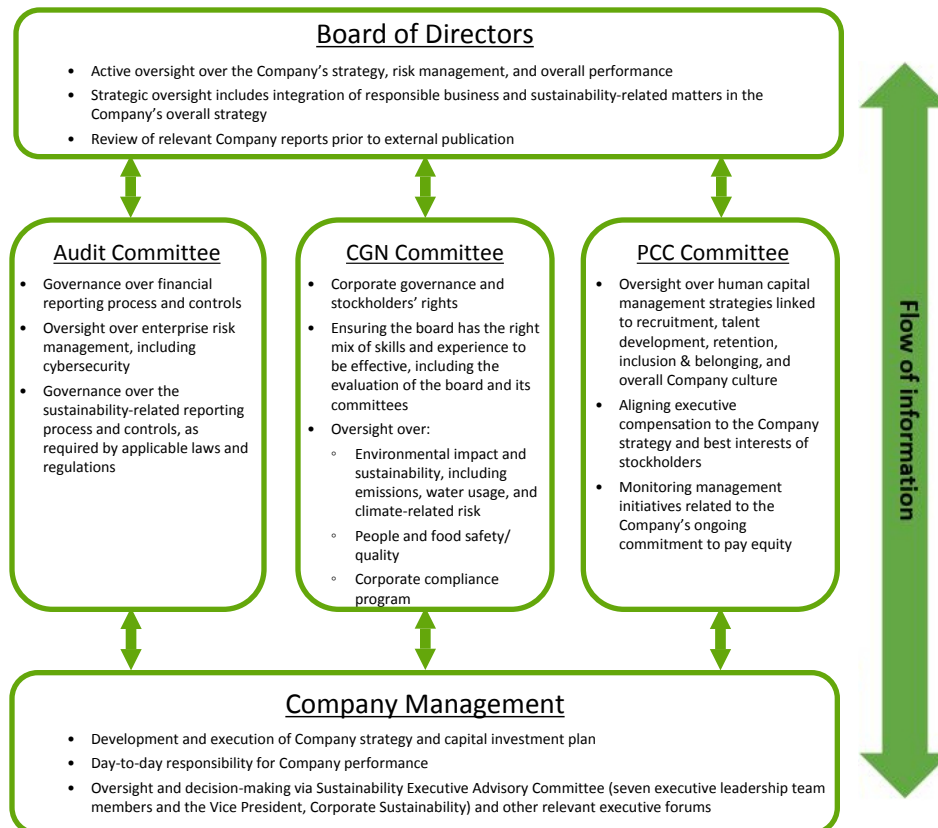 Board of Directors
• Active oversight over the Company’s strategy, risk management, and overall performance
• Strategic oversight includes integration of responsible business and sustainability-related matters in the
Company’s overall strategy
• Review of relevant Company reports prior to external publication
Audit Committee
• Governance over financial
reporting process and controls
• Oversight over enterprise risk
management, including
cybersecurity
• Governance over the
sustainability-related reporting
process and controls, as
required by applicable laws and
regulations
CGN Committee
• Corporate governance and
stockholders’ rights
• Ensuring the board has the right
mix of skills and experience to
be effective, including the
evaluation of the board and its
committees
• Oversight over:
◦ Environmental impact and
sustainability, including
emissions, water usage, and
climate-related risk
◦ People and food safety/
quality
◦ Corporate compliance
program
PCC Committee
• Oversight over human capital
management strategies linked
to recruitment, talent
development, retention,
inclusion & belonging, and
overall Company culture
• Aligning executive
compensation to the Company
strategy and best interests of
stockholders
• Monitoring management
initiatives related to the
Company’s ongoing
commitment to pay equity
Flow of information
Company Management
• Development and execution of Company strategy and capital investment plan
• Day-to-day responsibility for Company performance
• Oversight and decision-making via Sustainability Executive Advisory Committee (seven executive leadership team
members and the Vice President, Corporate Sustainability) and other relevant executive forums